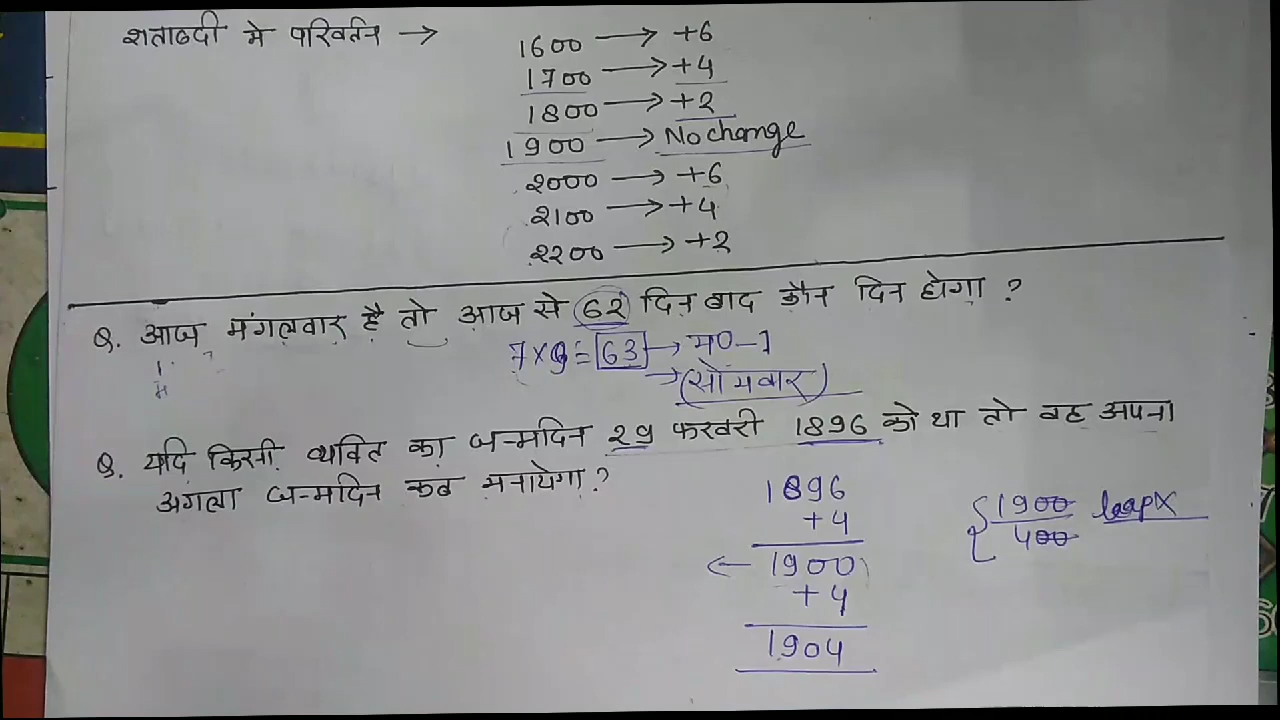 शताब्दी मे परिवर्तन → 1600 → +6
1700 → +4
1800 → +2
1900 → No change
2000 → +6
2100 → +4
2200 → +2
Q. आज मंगलवार है तो आज से 62 दिन बाद कौन दिन होगा ?
7×9=63 → मं0-1
→ (सोमवार)
Q. यदि किसी व्यक्ति का जन्मदिन 29 फरवरी 1896 को था तो वह अपना
अगला जन्मदिन कब मनायेगा ?
1896
+4
1900
+4
1904
1900 leap×
400